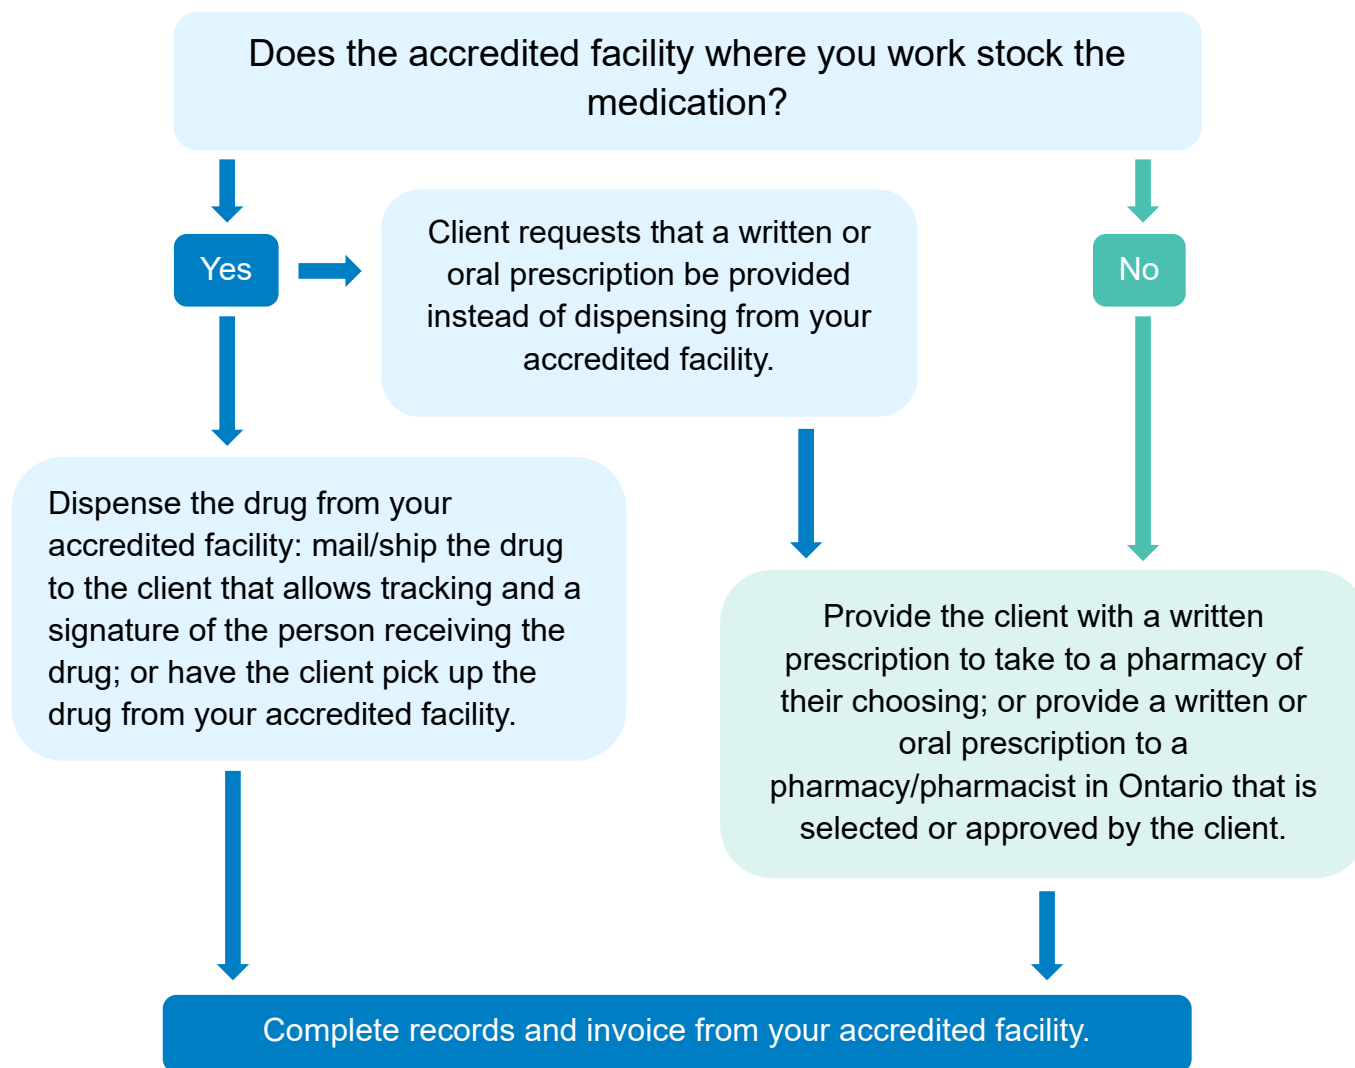 Does the accredited facility where you work stock the
medication?
Yes
Client requests that a written or
oral prescription be provided
instead of dispensing from your
accredited facility.
No
Dispense the drug from your
accredited facility: mail/ship the drug
to the client that allows tracking and a
signature of the person receiving the
drug; or have the client pick up the
drug from your accredited facility.
Provide the client with a written
prescription to take to a pharmacy of
their choosing; or provide a written or
oral prescription to a
pharmacy/pharmacist in Ontario that is
selected or approved by the client.
Complete records and invoice from your accredited facility.